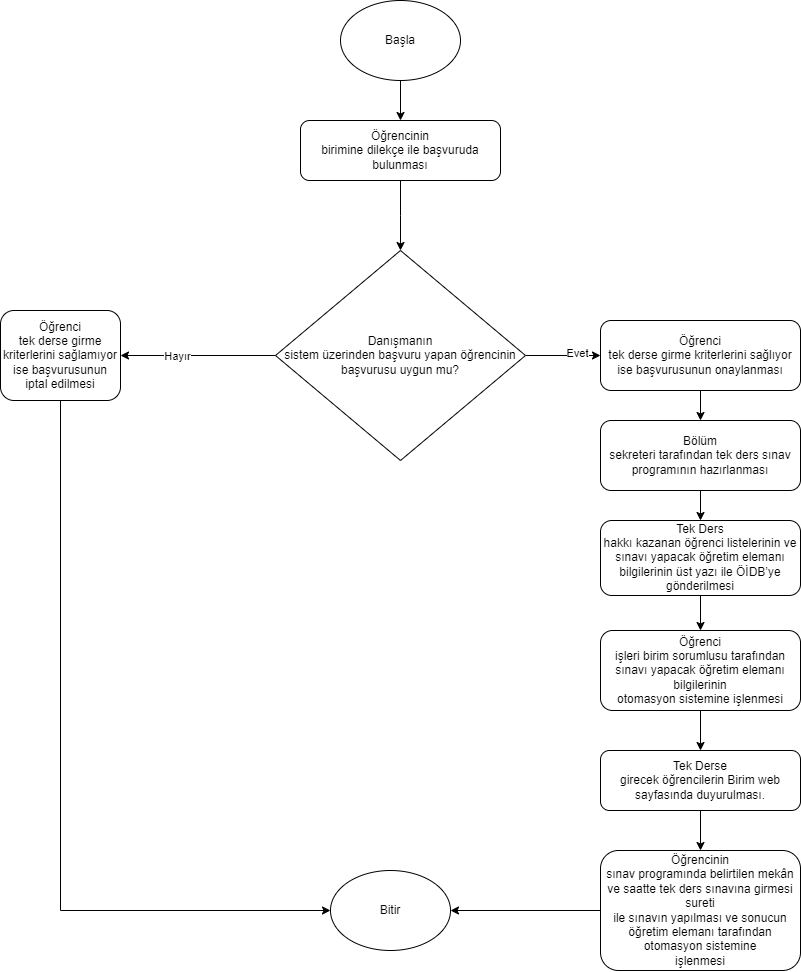 Başla
Öğrencinin
birimine dilekçe ile başvuruda
bulunması
Danışmanın
sistem üzerinden başvuru yapan öğrencinin
başvurusu uygun mu?
Hayır
Evet
Öğrenci
tek derse girme
kriterlerini sağlamıyor
ise başvurusunun
iptal edilmesi
Öğrenci
tek derse girme kriterlerini sağlıyor
ise başvurusunun onaylanması
Bölüm
sekreteri tarafından tek ders sınav
programının hazırlanması
Tek Ders
hakkı kazanan öğrenci listelerinin ve
sınavı yapacak öğretim elemanı
bilgilerinin üst yazı ile ÖİDB'ye
gönderilmesi
Öğrenci
işleri birim sorumlusu tarafından
sınavı yapacak öğretim elemanı
bilgilerinin
otomasyon sistemine işlenmesi
Tek Derse
girecek öğrencilerin Birim web
sayfasında duyurulması.
Öğrencinin
sınav programında belirtilen mekân
ve saatte tek ders sınavına girmesi
sureti
ile sınavın yapılması ve sonucun
öğretim elemanı tarafından
otomasyon sistemine
işlenmesi
Bitir